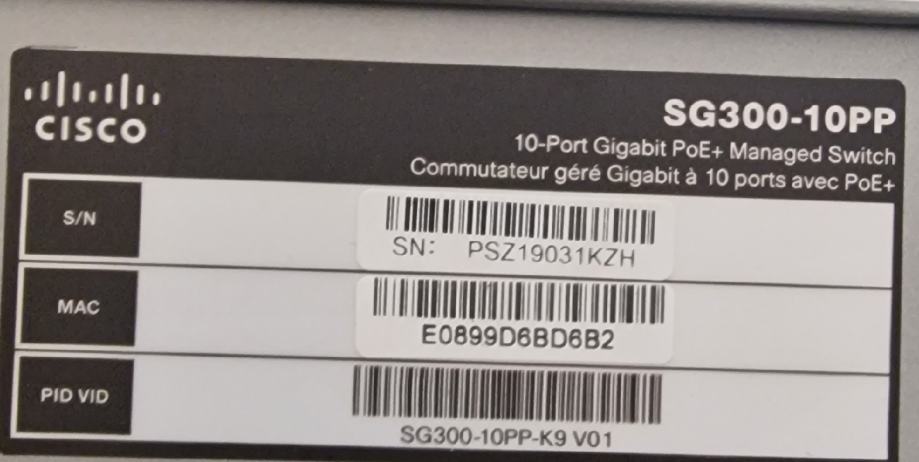 CISCO
SG300-10PP
10-Port Gigabit PoE+ Managed Switch
Commutateur géré Gigabit à 10 ports avec PoE+
S/N
SN: PSZ19031KZH
MAC
E0899D6BD6B2
PID VID
SG300-10PP-K9 V01